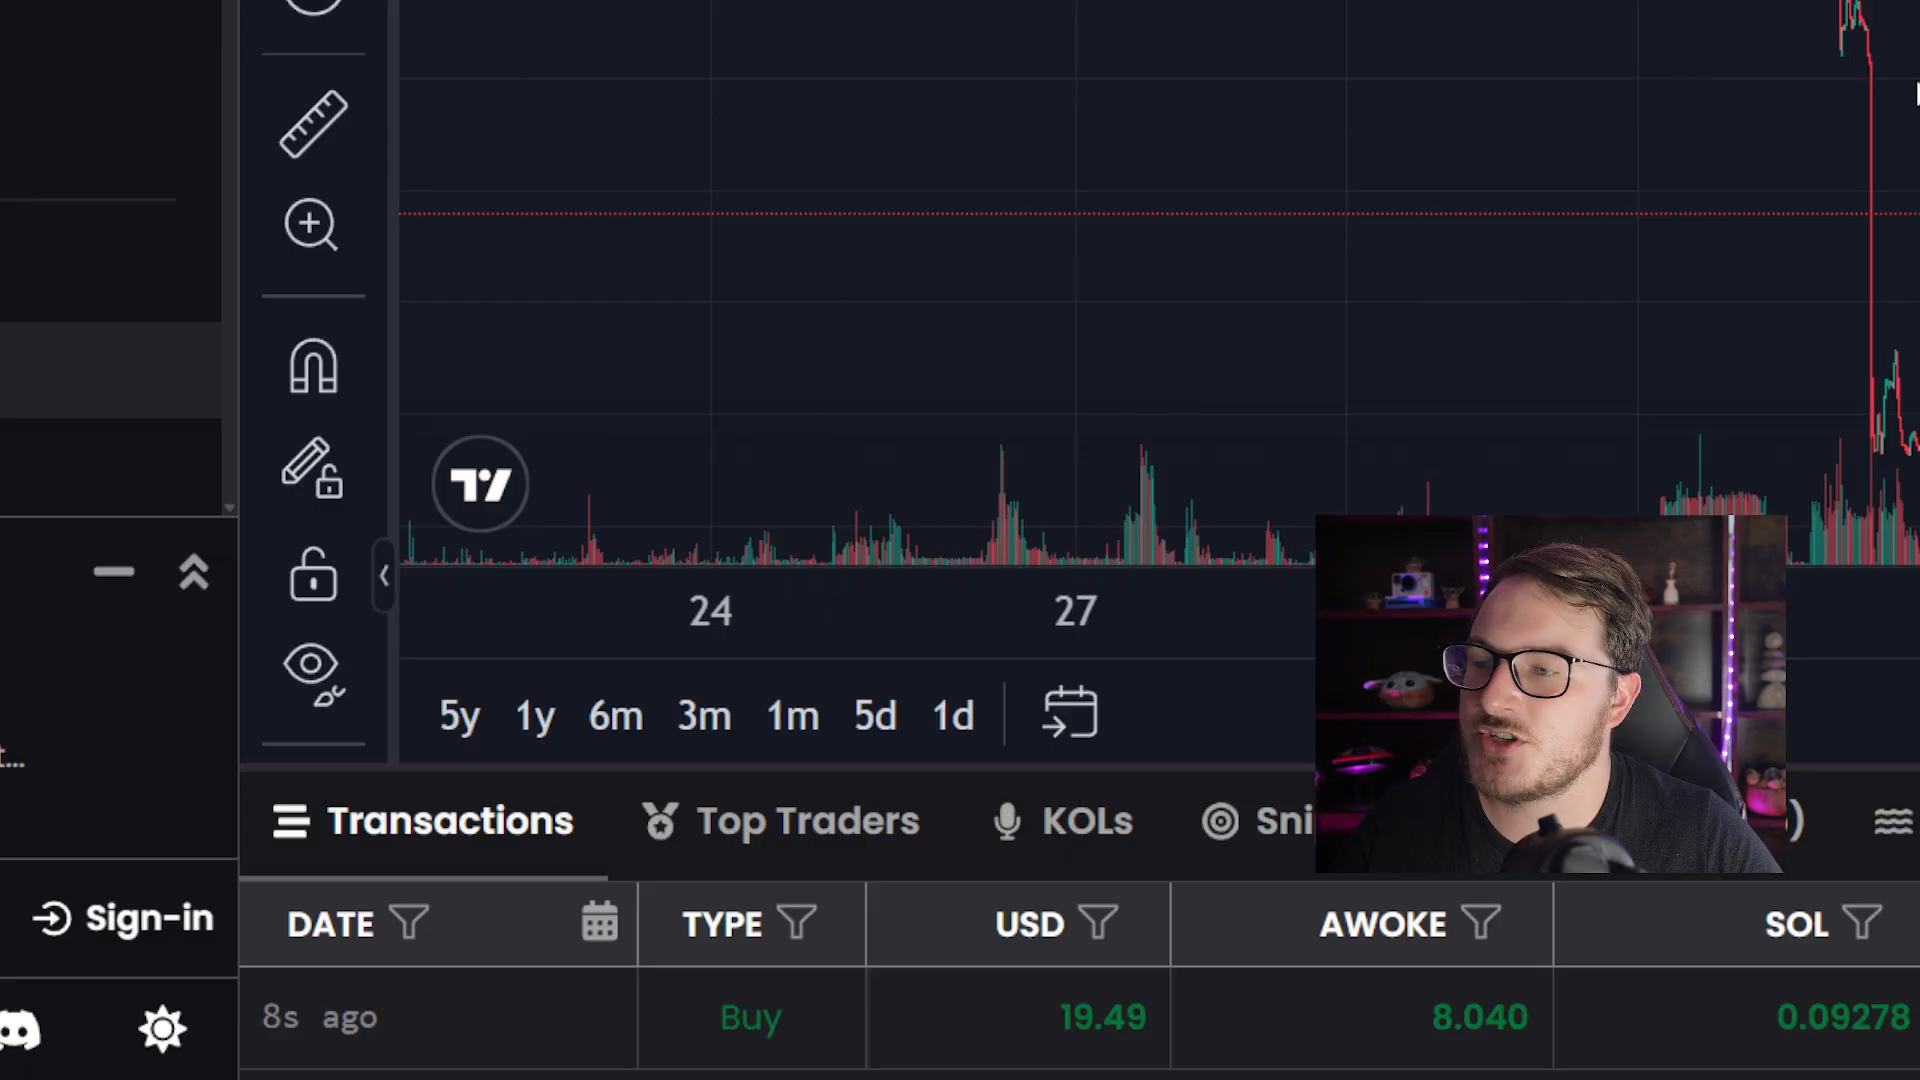 24 27
5y 1y 6m 3m 1m 5d 1d
Transactions Top Traders KOLs Sni )
Sign-in
DATE TYPE USD AWOKE SOL
8s ago Buy 19.49 8.040 0.09278